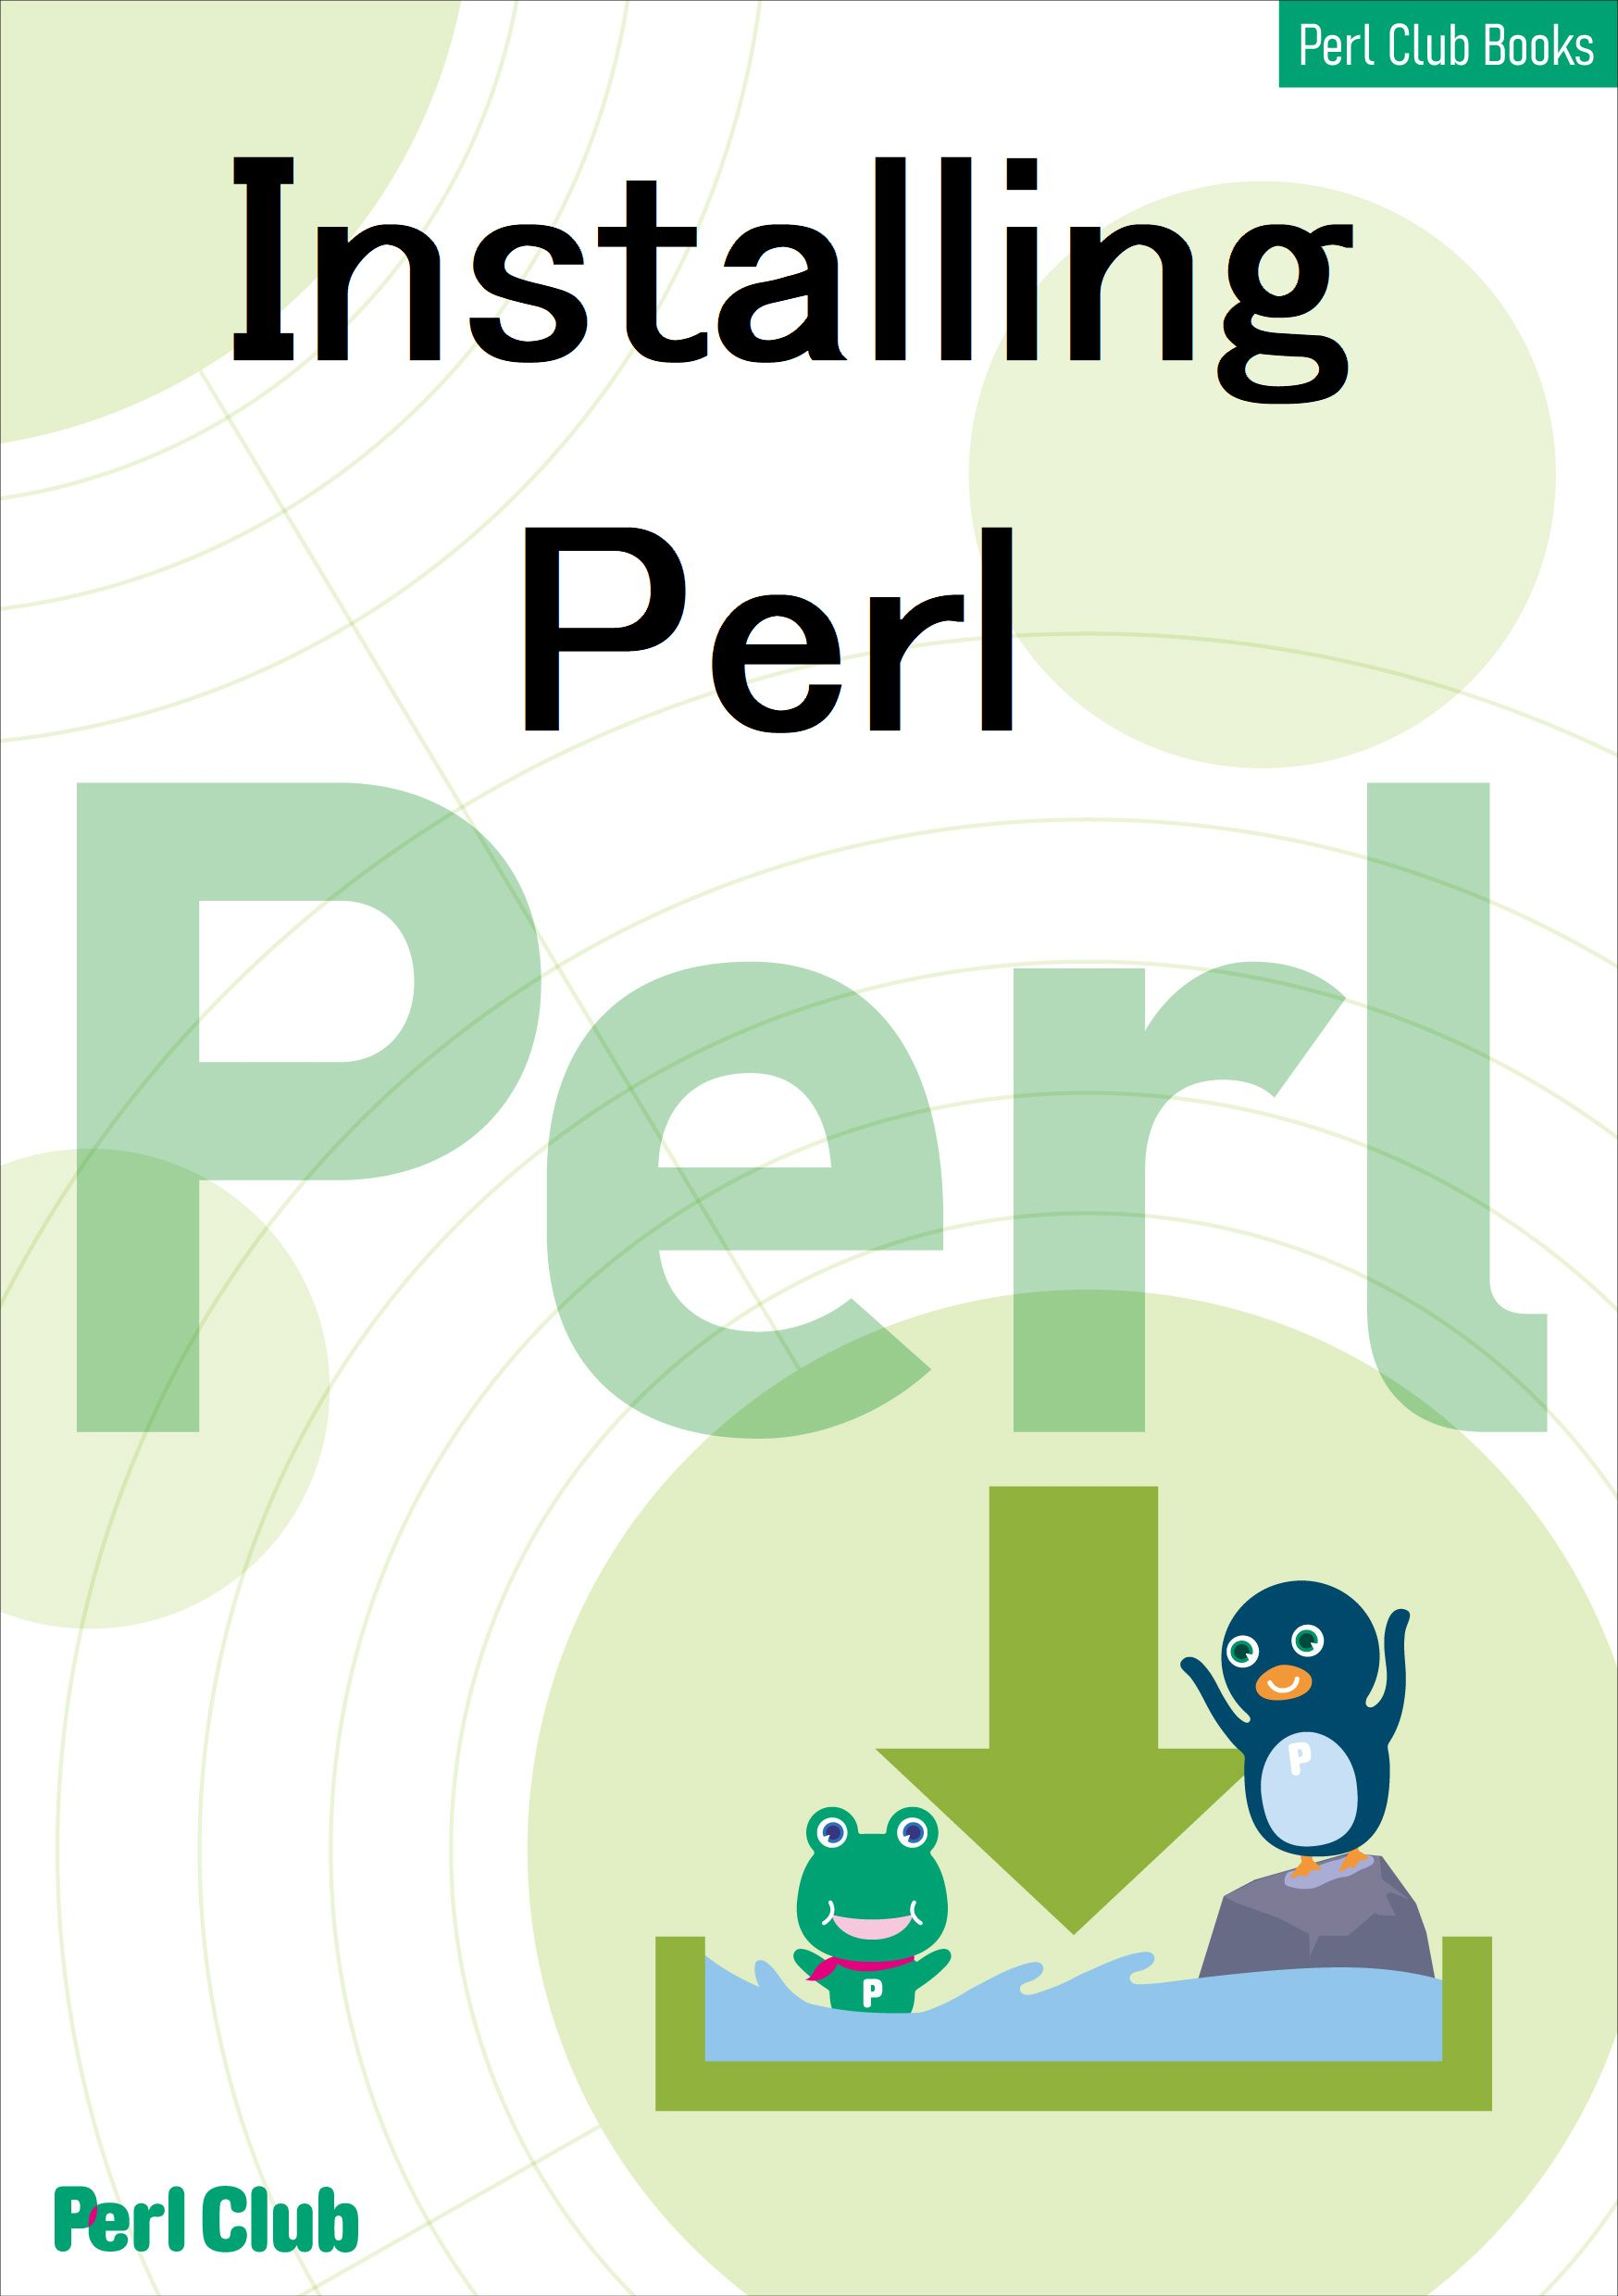 Perl Club Books
Installing
Perl
Perl
P
P
Perl Club